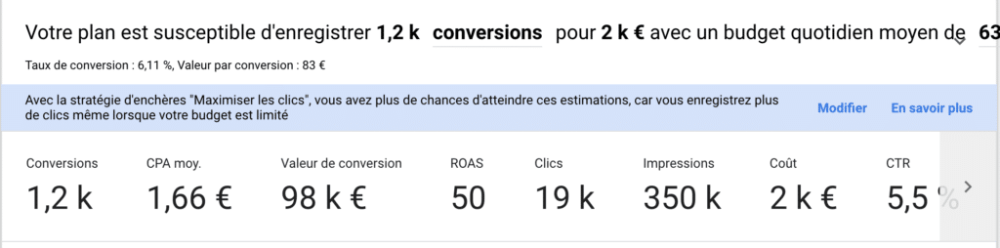 Votre plan est susceptible d'enregistrer 1,2 k conversions pour 2 k € avec un budget quotidien moyen de 63
Taux de conversion : 6,11 %, Valeur par conversion : 83 €
Avec la stratégie d'enchères "Maximiser les clics", vous avez plus de chances d'atteindre ces estimations, car vous enregistrez plus
de clics même lorsque votre budget est limité
Modifier En savoir plus
Conversions CPA moy. Valeur de conversion ROAS Clics Impressions Coût CTR
1,2 k 1,66 € 98 k € 50 19 k 350 k 2 k € 5,5 %